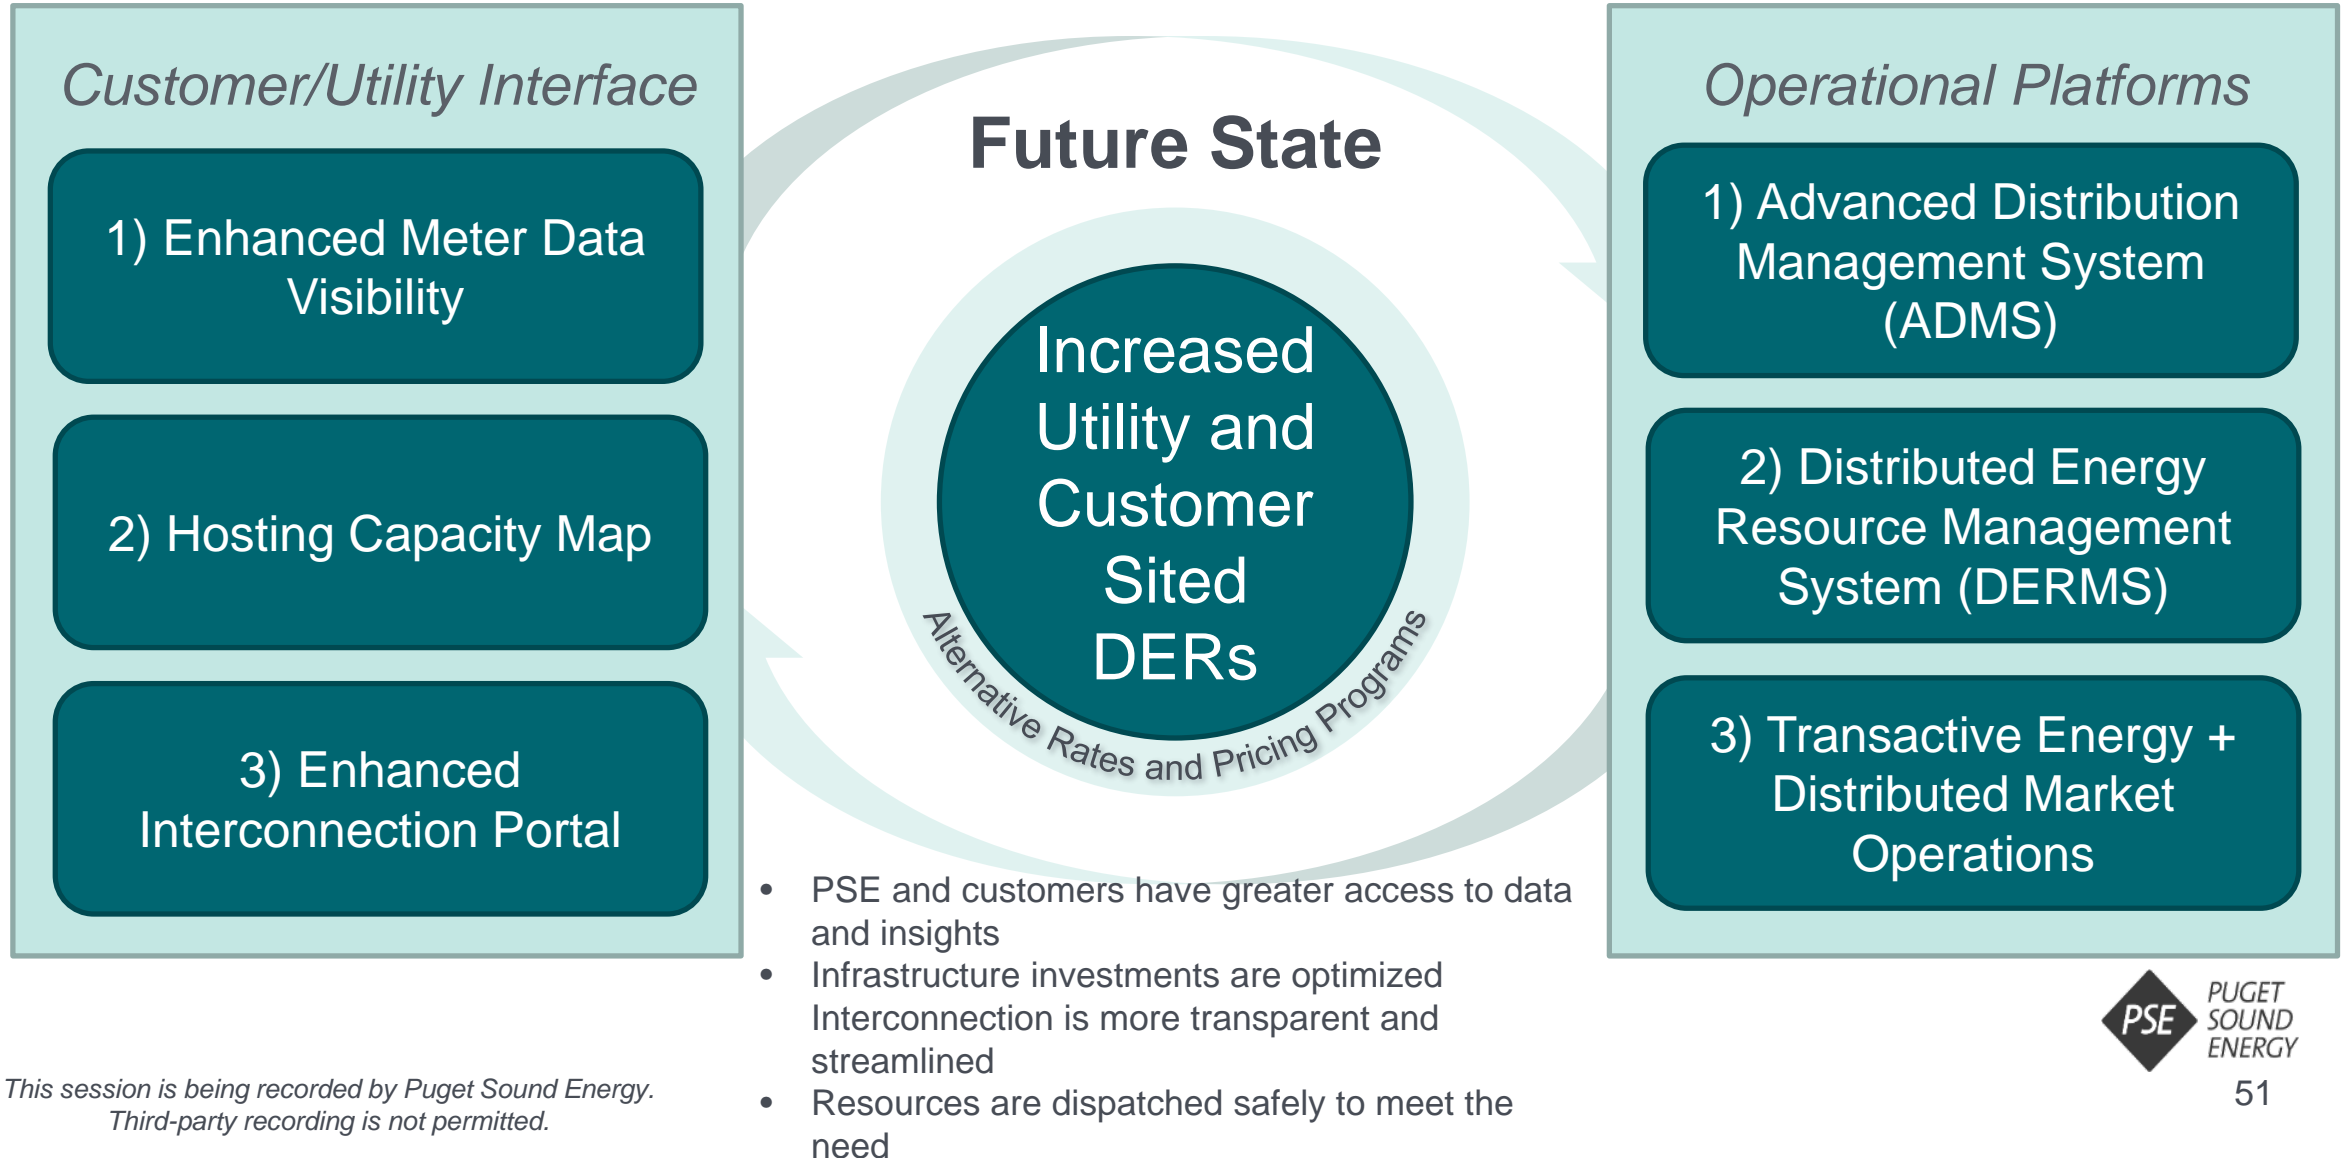 Customer/Utility Interface
1) Enhanced Meter Data
Visibility
2) Hosting Capacity Map
3) Enhanced
Interconnection Portal
Future State
Increased
Utility and
Customer
Sited
DERs
Alternative Rates and Pricing Programs
Operational Platforms
1) Advanced Distribution
Management System
(ADMS)
2) Distributed Energy
Resource Management
System (DERMS)
3) Transactive Energy +
Distributed Market
Operations
• PSE and customers have greater access to data
and insights
• Infrastructure investments are optimized
Interconnection is more transparent and
streamlined
• Resources are dispatched safely to meet the
need
This session is being recorded by Puget Sound Energy.
Third-party recording is not permitted.
PSE
PUGET
SOUND
ENERGY
51